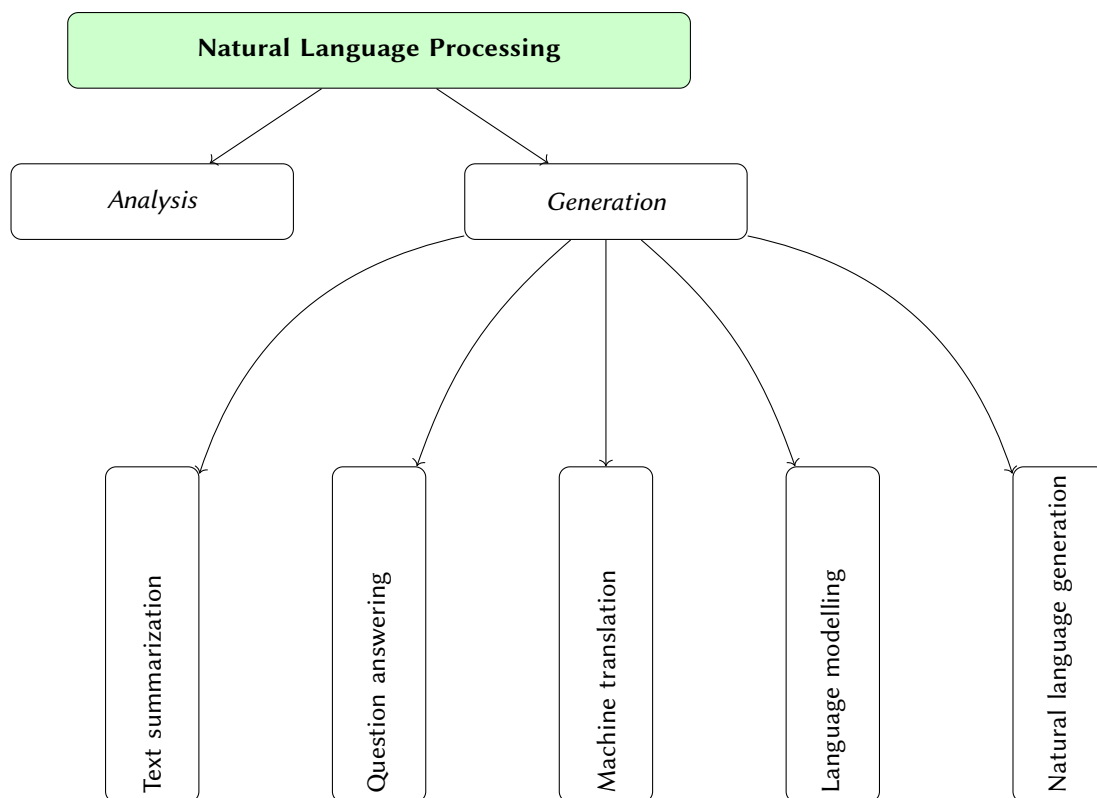 Natural Language Processing
Analysis
Generation
Text summarization
Question answering
Machine translation
Language modelling
Natural language generation